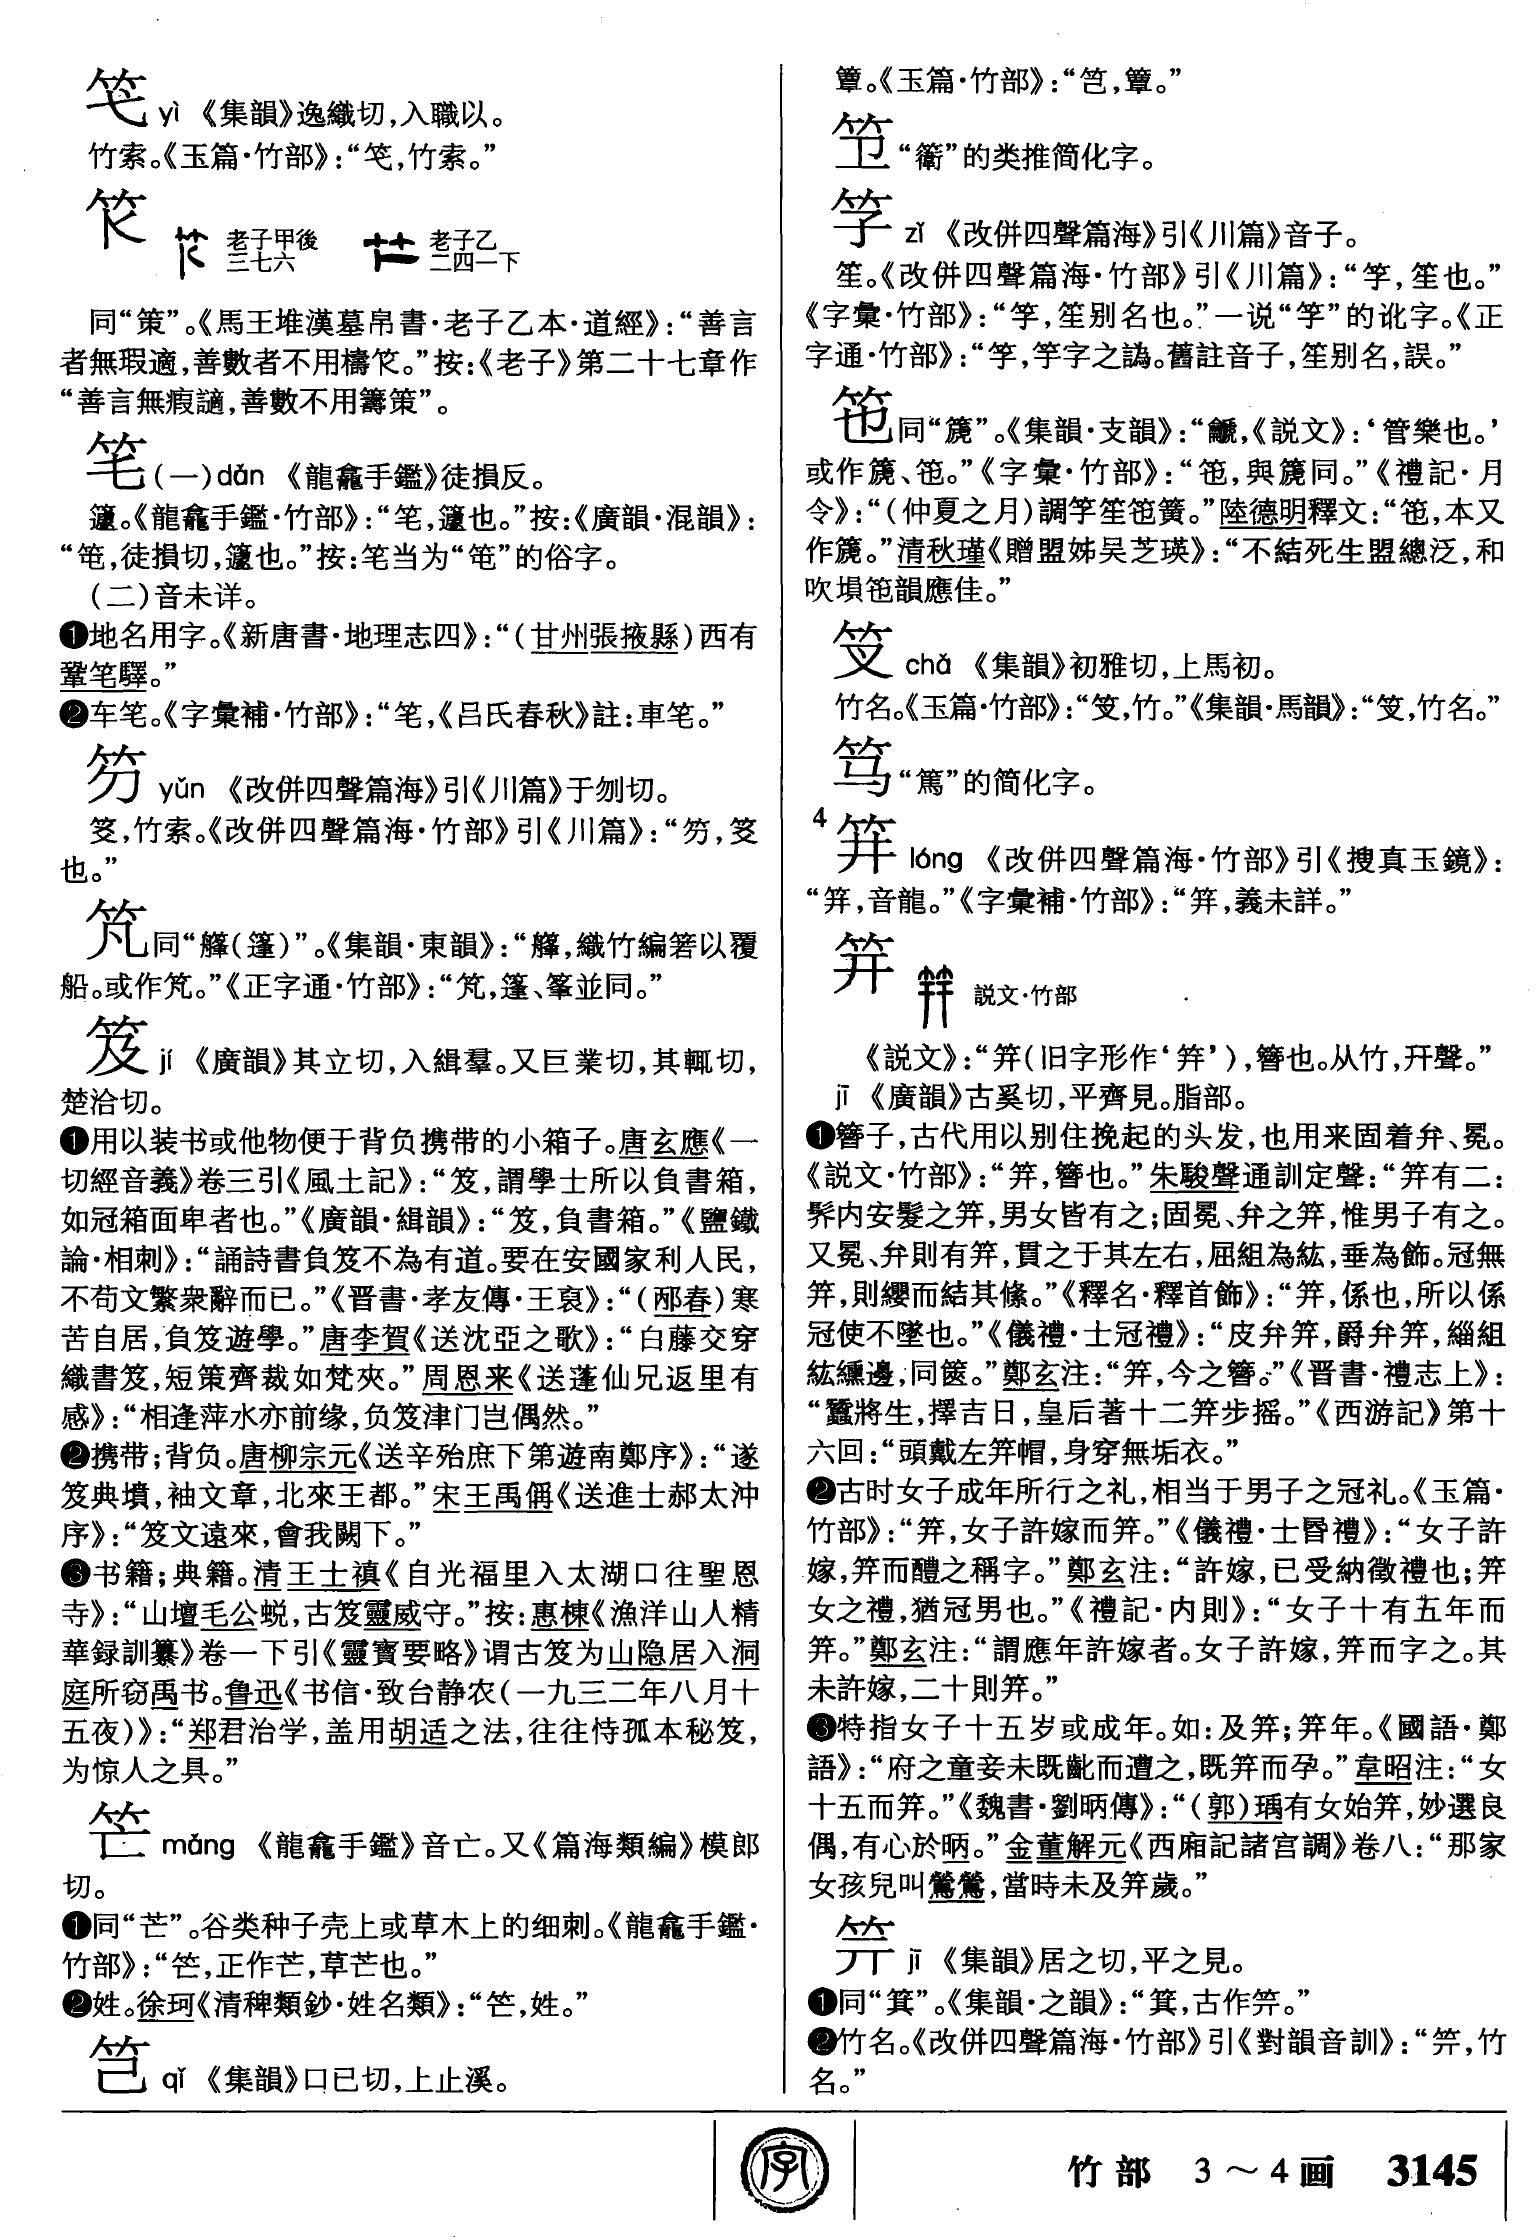 笖 yì 《集韻》逸織切，入職以。
竹索。《玉篇·竹部》：“笖，竹索。”
老子甲後
三七六
老子乙
二四一下
同“策”。《馬王堆漢墓帛書·老子乙本·道經》：“善言
者無瑕適，善數者不用檮。”按：《老子》第二十七章作
“善言無瑕讁，善數不用籌策”。
(一)dǎn 《龍龕手鑑》徒損反。
籧。《龍龕手鑑·竹部》：“，籧也。”按：《廣韻·混韻》：
“，徒損切，籧也。”按：当为“”的俗字。
(二)音未详。
❶地名用字。《新唐書·地理志四》：“(甘州張掖縣)西有
鞏笔驛。”
❷车。《字彙補·竹部》：“，《吕氏春秋》註：車。”
yǔn 《改併四聲篇海》引《川篇》于刎切。
笅，竹索。《改併四聲篇海·竹部》引《川篇》：“，笅
也。”
笂 同“䉶(篷)”。《集韻·東韻》：“，織竹編箬以覆
船。或作。”《正字通·竹部》：“，篷、並同。”
笈 jí 《廣韻》其立切，入緝羣。又巨業切，其輒切，
楚洽切。
❶用以装书或他物便于背负携带的小箱子。唐玄應《一
切經音義》卷三引《風土記》：“笈，謂學士所以負書箱，
如冠箱而卑者也。”《廣韻·緝韻》：“笈，負書箱。”《鹽鐵
論·相刺》：“誦詩書負笈不為有道。要在安國家利人民，
不苟文繁衆辭而已。”《晋書·孝友傳·王裒》：“(邴春)寒
苦自居，負笈遊學。”唐李賀《送沈亞之歌》：“白藤交穿
織書笈，短策齊裁如梵夾。”周恩来《送蓬仙兄返里有
感》：“相逢萍水亦前缘，负笈津门岂偶然。”
❷携带；背负。唐柳宗元《送辛殆庶下第遊南鄭序》：“遂
笈典墳，袖文章，北來王都。”宋王禹偁《送進士郝太沖
序》：“笈文遠來，會我闕下。”
❸书籍；典籍。清王士禛《自光福里入太湖口往聖恩
寺》：“山壇毛公蜕，古笈靈威守。”按：惠棟《漁洋山人精
華録訓纂》卷一下引《靈寶要略》谓古笈为山隐居入洞
庭所窃禹书。鲁迅《书信·致台静农(一九三二年八月十
五夜)》：“郑君治学，盖用胡适之法，往往恃孤本秘笈，
为惊人之具。”
笀 máng 《龍龕手鑑》音亡。又《篇海類編》模郎
切。
❶同“芒”。谷类种子壳上或草木上的细刺。《龍龕手鑑·
竹部》：“笀，正作芒，草芒也。”
❷姓。徐珂《清稗類鈔·姓名類》：“笀，姓。”
qǐ 《集韻》口已切，上止溪。
簟。《玉篇·竹部》：“，簟。”
“䉪”的类推简化字。
zǐ 《改併四聲篇海》引《川篇》音子。
笙。《改併四聲篇海·竹部》引《川篇》：“，笙也。”
《字彙·竹部》：“，笙别名也。”一说“竽”的讹字。《正
字通·竹部》：“，竽字之譌。舊註音子，笙别名，誤。”
竾 同“篪”。《集韻·支韻》：“䶵，《説文》：‘管樂也。’
或作篪、竾。”《字彙·竹部》：“竾，與篪同。”《禮記·月
令》：“(仲夏之月)調竽笙竾簧。”陸德明釋文：“竾，本又
作篪。”清秋瑾《贈盟姊吴芝瑛》：“不結死生盟總泛，和
吹塤竾韻應佳。”
chǎ 《集韻》初雅切，上馬初。
竹名。《玉篇·竹部》：“，竹。”《集韻·馬韻》：“，竹名。”
笃 “篤”的简化字。
4
lóng 《改併四聲篇海·竹部》引《搜真玉鏡》：
“，音龍。”《字彙補·竹部》：“，義未詳。”
笄
説文·竹部
《説文》：“笄(旧字形作‘筓’)，簪也。从竹，幵聲。”
jī 《廣韻》古奚切，平齊見。脂部。
❶簪子，古代用以别住挽起的头发，也用来固着弁、冕。
《説文·竹部》：“笄，簪也。”朱駿聲通訓定聲：“笄有二：
髤内安髮之笄，男女皆有之；固冕、弁之笄，惟男子有之。
又冕、弁則有笄，貫之于其左右，屈組為紘，垂為飾。冠無
笄，則纓而結其絛。”《釋名·釋首飾》：“笄，係也，所以係
冠使不墜也。”《儀禮·士冠禮》：“皮弁笄，爵弁笄，緇組
紘纁邊，同篋。”鄭玄注：“笄，今之簪。”《晋書·禮志上》：
“蠶將生，擇吉日，皇后著十二笄步摇。”《西游記》第十
六回：“頭戴左笄帽，身穿無垢衣。”
❷古时女子成年所行之礼，相当于男子之冠礼。《玉篇·
竹部》：“笄，女子許嫁而笄。”《儀禮·士昏禮》：“女子許
嫁，笄而醴之稱字。”鄭玄注：“許嫁，已受納徵禮也；笄
女之禮，猶冠男也。”《禮記·内則》：“女子十有五年而
笄。”鄭玄注：“謂應年許嫁者。女子許嫁，笄而字之。其
未許嫁，二十則笄。”
❸特指女子十五岁或成年。如：及笄；笄年。《國語·鄭
語》：“府之童妾未既齔而遭之，既笄而孕。”韋昭注：“女
十五而笄。”《魏書·劉昞傳》：“(郭)瑀有女始笄，妙選良
偶，有心於昞。”金董解元《西廂記諸宫調》卷八：“那家
女孩兒叫鶯鶯，當時未及笄歲。”
jī 《集韻》居之切，平之見。
❶同“箕”。《集韻·之韻》：“箕，古作。”
❷竹名。《改併四聲篇海·竹部》引《對韻音訓》：“，竹
名。”
字
竹部 3～4画 3145